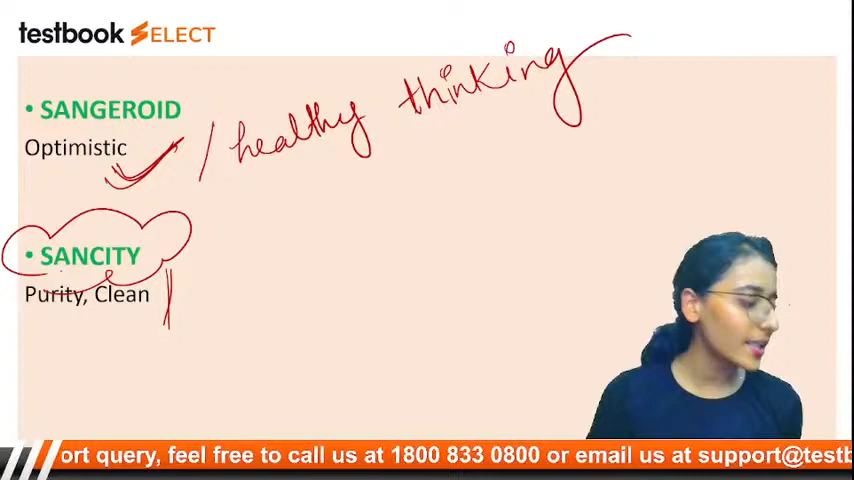 testbook SELECT
• SANGEROID
Optimistic / healthy thinking
• SANCITY
Purity, Clean
ort query, feel free to call us at 1800 833 0800 or email us at support@testb